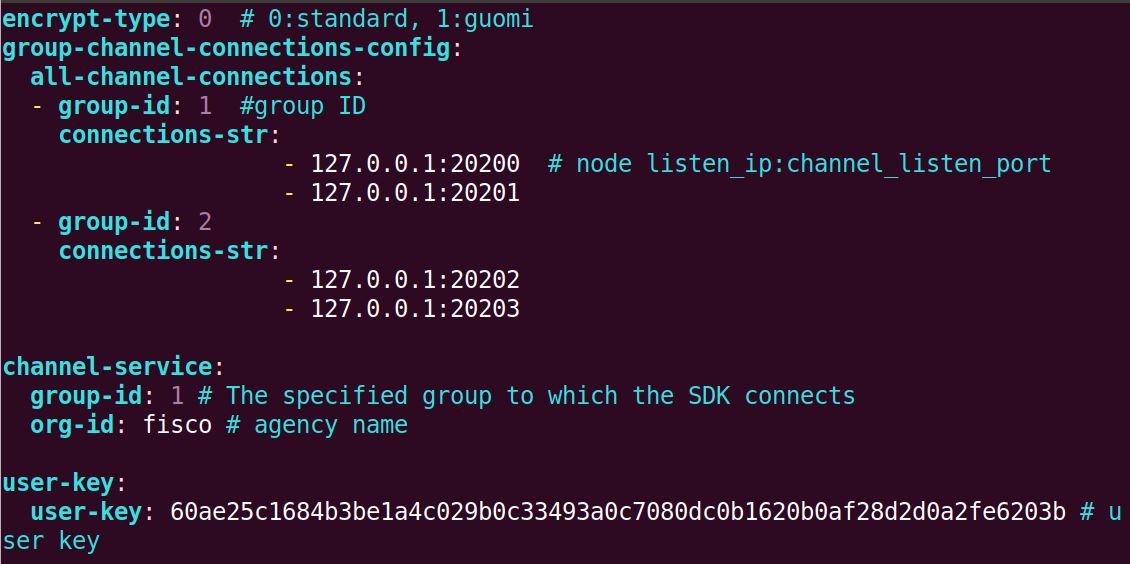 encrypt-type: 0  # 0:standard, 1:guomi
group-channel-connections-config:
  all-channel-connections:
  - group-id: 1  #group ID
    connections-str:
                    - 127.0.0.1:20200  # node listen_ip:channel_listen_port
                    - 127.0.0.1:20201
  - group-id: 2
    connections-str:
                    - 127.0.0.1:20202
                    - 127.0.0.1:20203

channel-service:
  group-id: 1 # The specified group to which the SDK connects
  org-id: fisco # agency name

user-key:
  user-key: 60ae25c1684b3be1a4c029b0c33493a0c7080dc0b1620b0af28d2d0a2fe6203b # u
ser key